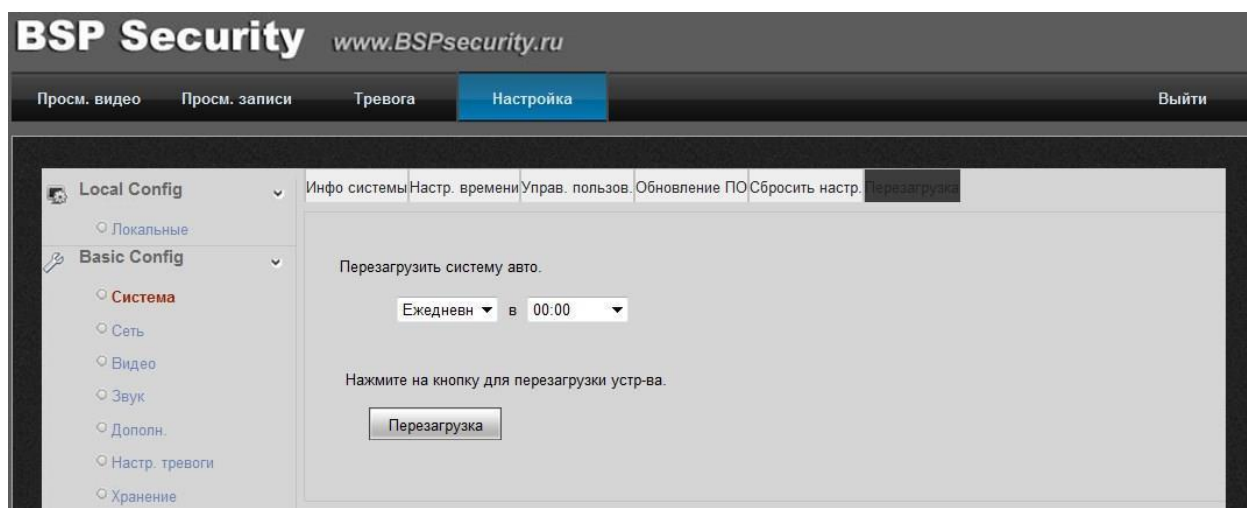 BSP Security www.BSPsecurity.ru
Просм. видео Просм. записи Тревога Настройка Выйти
Local Config
Локальные
Basic Config
Система
Сеть
Видео
Звук
Дополн.
Настр. тревоги
Хранение
Инфо системы Настр. времени Управ. пользов. Обновление ПО Сбросить настр. Перезагрузка
Перезагрузить систему авто.
Ежедневн в 00:00
Нажмите на кнопку для перезагрузки устр-ва.
Перезагрузка